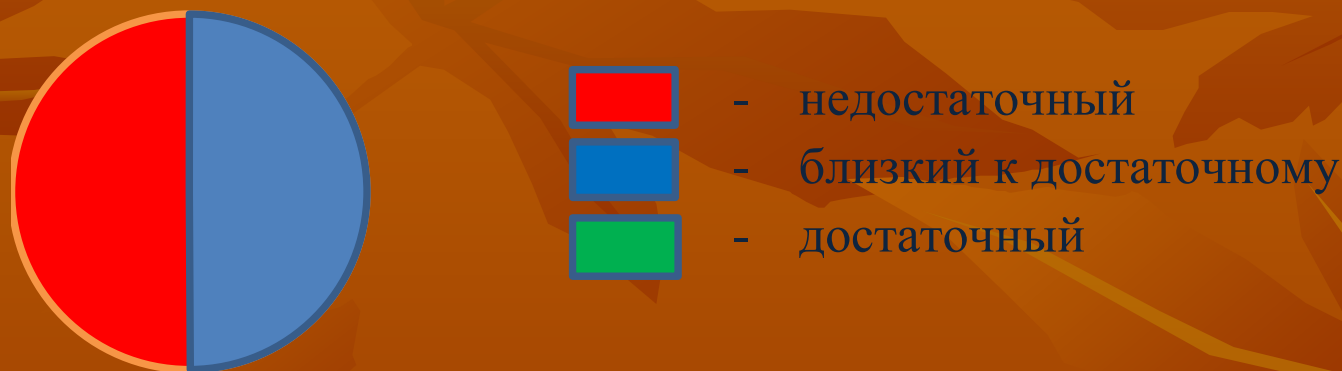 - недостаточный
- близкий к достаточному
- достаточный